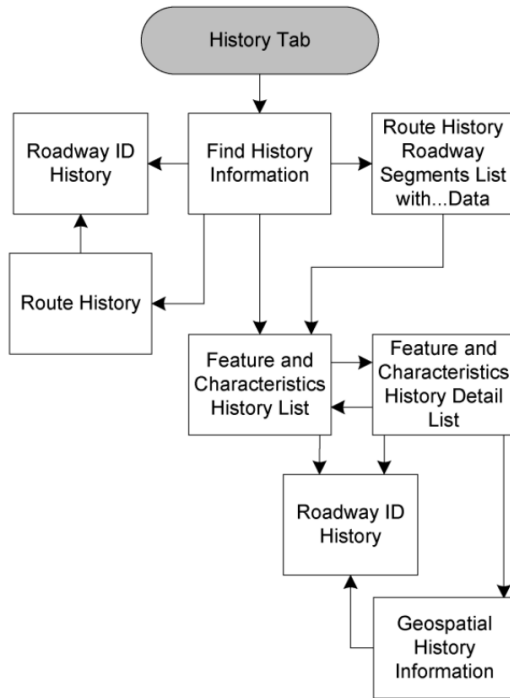 History Tab
Roadway ID
History
Find History
Information
Route History
Roadway
Segments List
with...Data
Route History
Feature and
Characteristics
History List
Feature and
Characteristics
History Detail
List
Roadway ID
History
Geospatial
History
Information